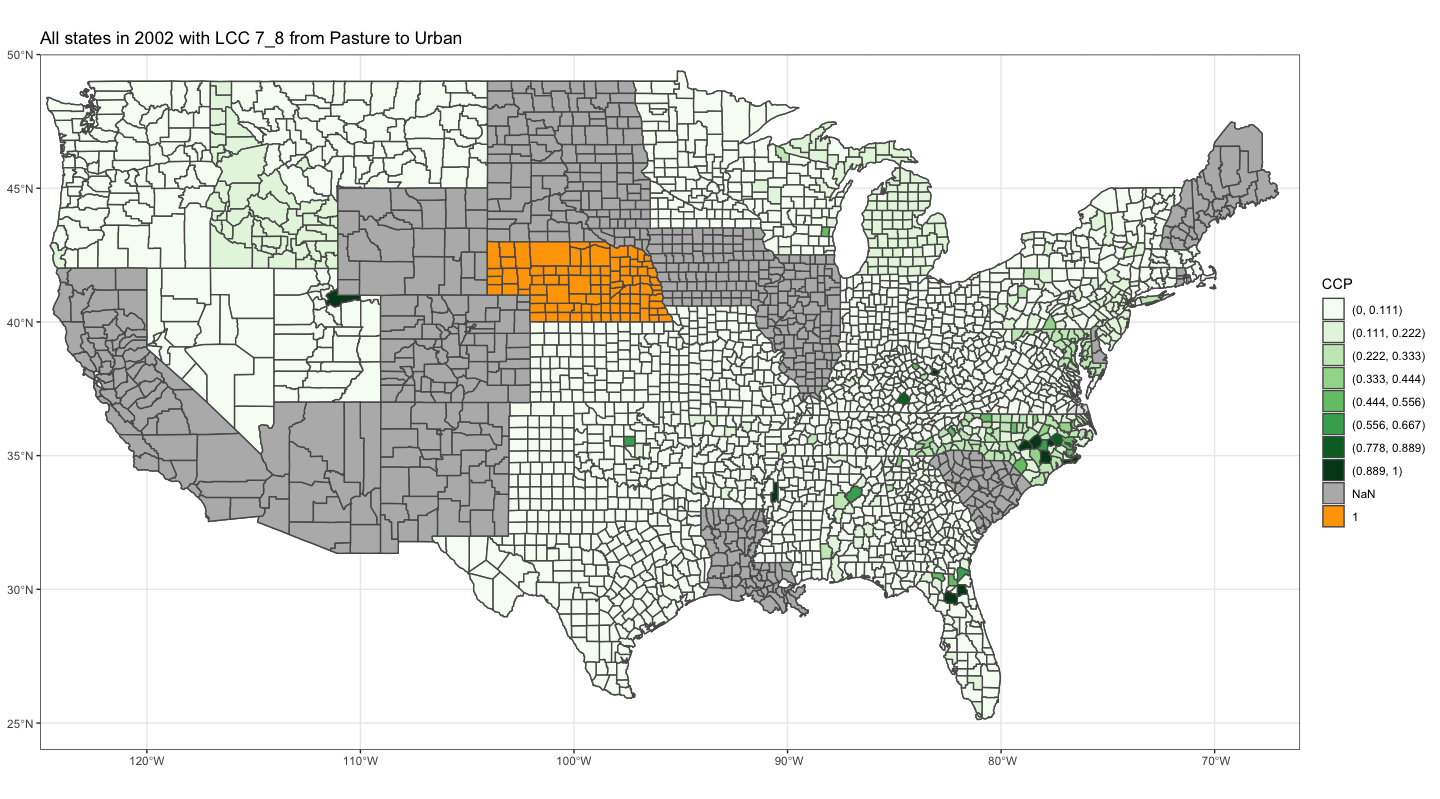 All states in 2002 with LCC 7_8 from Pasture to Urban
50°N
45°N
40°N
35°N
30°N
25°N
120°W
110°W
100°W
90°W
80°W
70°W
CCP
(0, 0.111)
(0.111, 0.222)
(0.222, 0.333)
(0.333, 0.444)
(0.444, 0.556)
(0.556, 0.667)
(0.778, 0.889)
(0.889, 1)
NaN
1